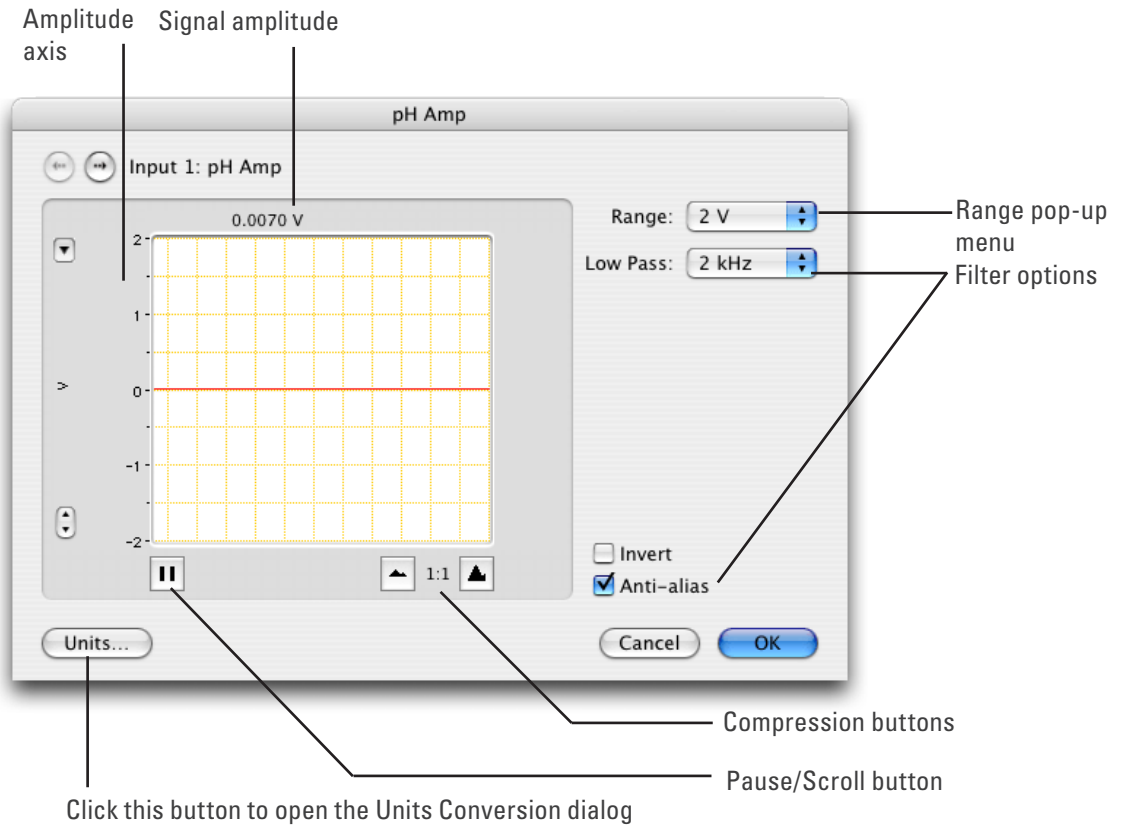 Amplitude
axis
Signal amplitude
pH Amp
Input 1: pH Amp
0.0070 V
2
1
0
-1
-2
V
1:1
Range: 2 V
Low Pass: 2 kHz
Range pop-up
menu
Filter options
Invert
Anti-alias
Units...
Cancel
OK
Compression buttons
Pause/Scroll button
Click this button to open the Units Conversion dialog